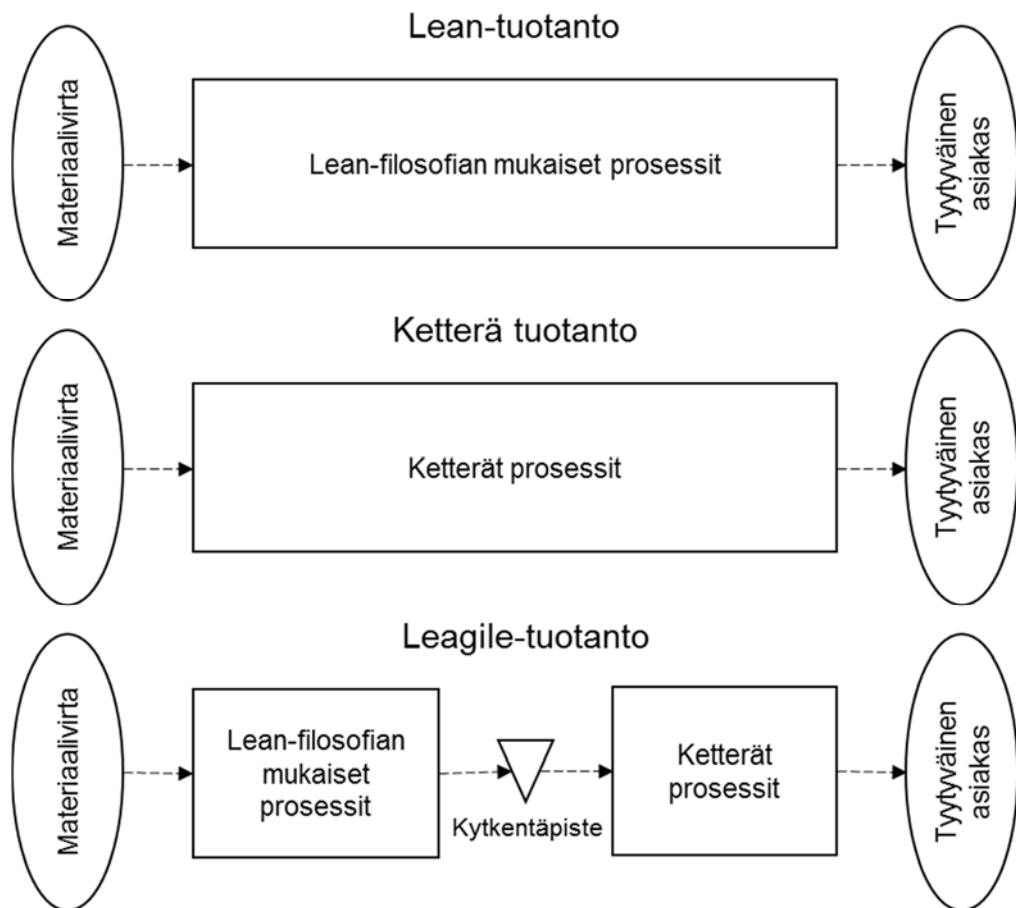 Lean-tuotanto
Materiaalivirta
Lean-filosofian mukaiset prosessit
Tyytyväinen
asiakas
Ketterä tuotanto
Materiaalivirta
Ketterät prosessit
Tyytyväinen
asiakas
Leagile-tuotanto
Materiaalivirta
Lean-filosofian
mukaiset
prosessit
Kytkentäpiste
Ketterät
prosessit
Tyytyväinen
asiakas